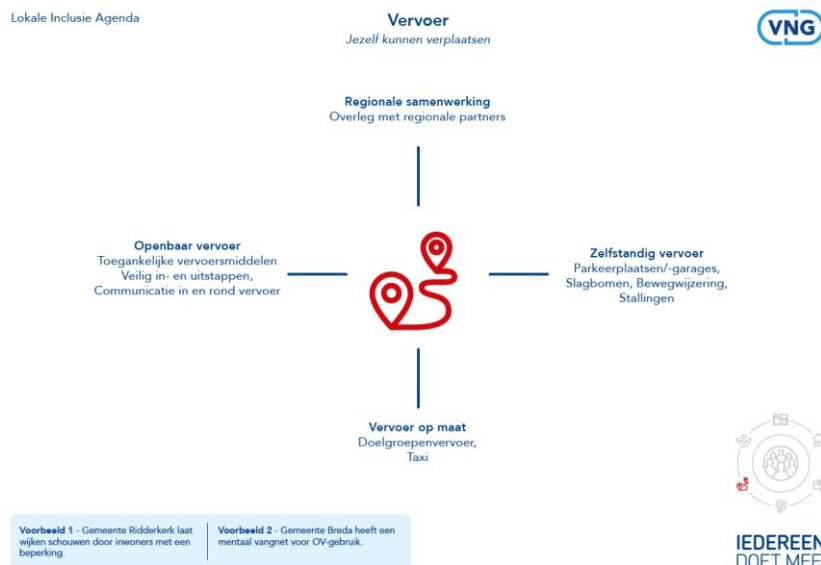 Lokale Inclusie Agenda
Vervoer
Jezelf kunnen verplaatsen
VNG
Regionale samenwerking
Overleg met regionale partners
Openbaar vervoer
Toegankelijke vervoersmiddelen
Veilig in- en uitstappen,
Communicatie in en rond vervoer
Zelfstandig vervoer
Parkeerplaatsen/-garages,
Slagbomen, Bewegwijzering,
Stallingen
Vervoer op maat
Doelgroepenvervoer,
Taxi
Voorbeeld 1 - Gemeente Ridderkerk laat
wijken schouwen door inwoners met een
beperking.
Voorbeeld 2 - Gemeente Breda heeft een
mentaal vangnet voor OV-gebruik.
IEDEREEN
DOET MEE